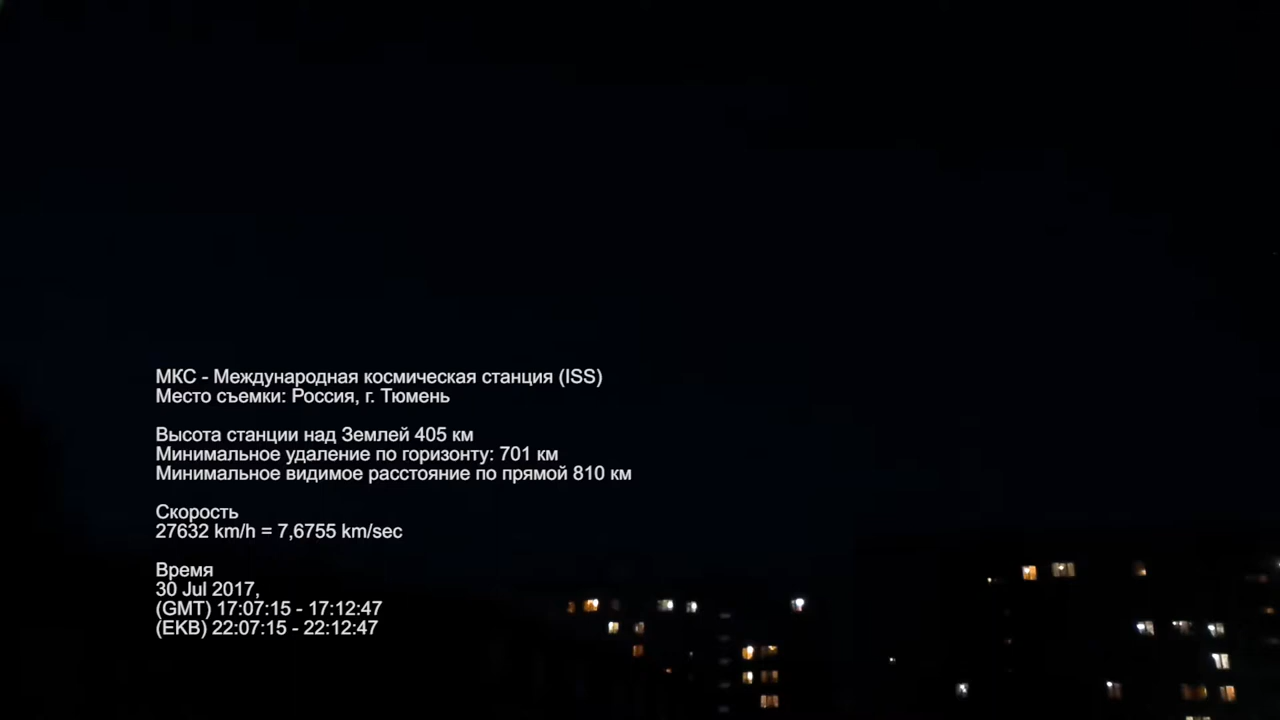 МКС - Международная космическая станция (ISS)
Место съемки: Россия, г. Тюмень
Высота станции над Землей 405 км
Минимальное удаление по горизонту: 701 км
Минимальное видимое расстояние по прямой 810 км
Скорость
27632 km/h = 7,6755 km/sec
Время
30 Jul 2017,
(GMT) 17:07:15 - 17:12:47
(EKB) 22:07:15 - 22:12:47